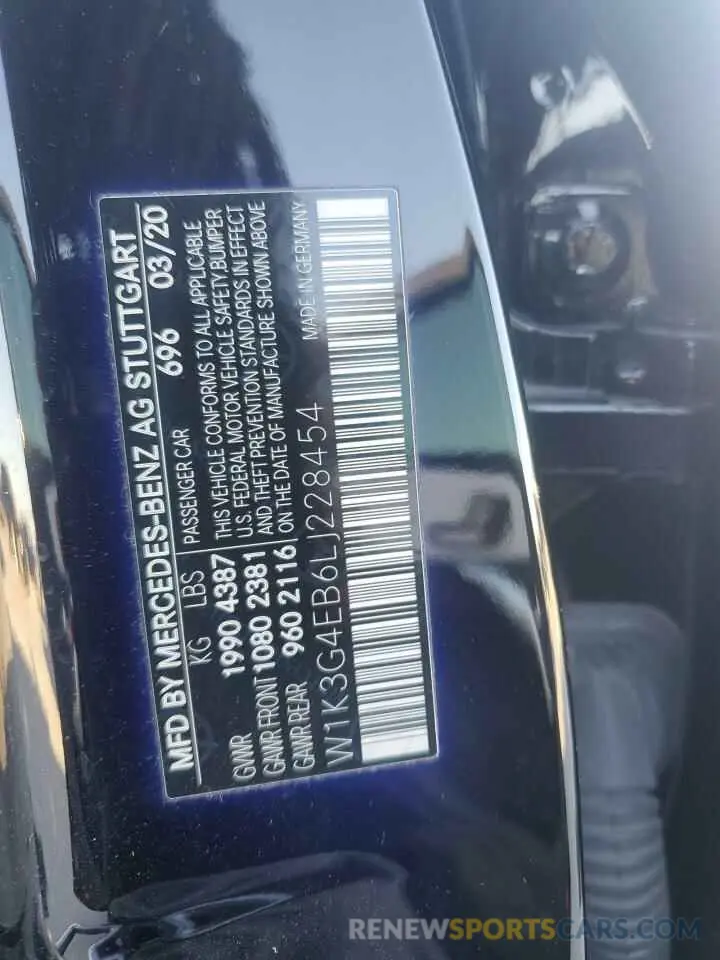 MFD BY MERCEDES-BENZ AG STUTTGART
696 03/20
KG LBS PASSENGER CAR
GVWR 1990 4387 THIS VEHICLE CONFORMS TO ALL APPLICABLE
GAWR FRONT 1080 2381 U.S. FEDERAL MOTOR VEHICLE SAFETY, BUMPER
GAWR REAR 960 2116 AND THEFT PREVENTION STANDARDS IN EFFECT
ON THE DATE OF MANUFACTURE SHOWN ABOVE
MADE IN GERMANY
W1K3G4EB6LJ228454
RENEWSPORTSCARS.COM